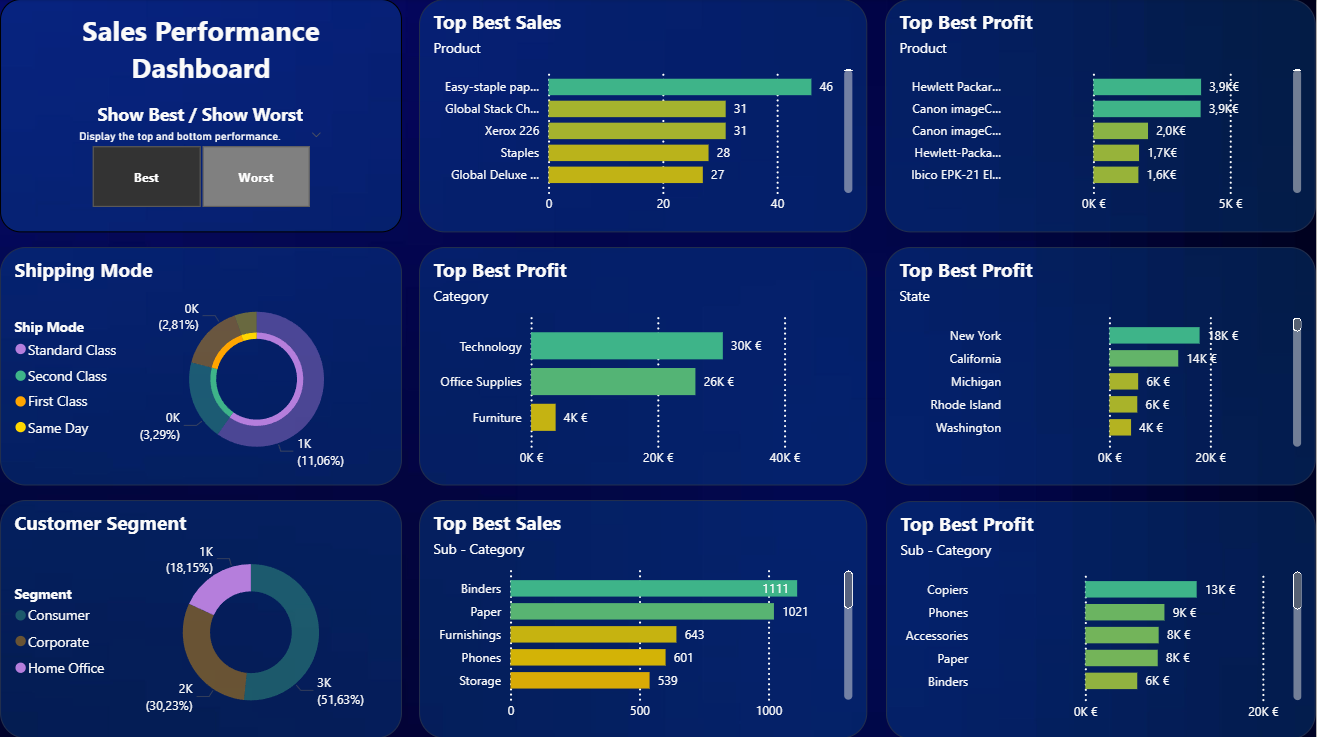 Sales Performance
Dashboard
Show Best / Show Worst
Display the top and bottom performance.
Best
Worst
Top Best Sales
Product
Easy-staple pap...
46
Global Stack Ch...
31
Xerox 226
31
Staples
28
Global Deluxe ...
27
0
20
40
Top Best Profit
Product
Hewlett Packar...
3,9K€
Canon imageC...
3,9K€
Canon imageC...
2,0K€
Hewlett-Packa...
1,7K€
Ibico EPK-21 El...
1,6K€
0K €
5K €
Shipping Mode
Ship Mode
Standard Class
Second Class
First Class
Same Day
0K
(2,81%)
0K
(3,29%)
1K
(11,06%)
Top Best Profit
Category
Technology
30K €
Office Supplies
26K €
Furniture
4K €
0K €
20K €
40K €
Top Best Profit
State
New York
18K €
California
14K €
Michigan
6K €
Rhode Island
6K €
Washington
4K €
0K €
20K €
Customer Segment
Segment
Consumer
Corporate
Home Office
1K
(18,15%)
2K
(30,23%)
3K
(51,63%)
Top Best Sales
Sub - Category
Binders
1111
Paper
1021
Furnishings
643
Phones
601
Storage
539
0
500
1000
Top Best Profit
Sub - Category
Copiers
13K €
Phones
9K €
Accessories
8K €
Paper
8K €
Binders
6K €
0K €
20K €